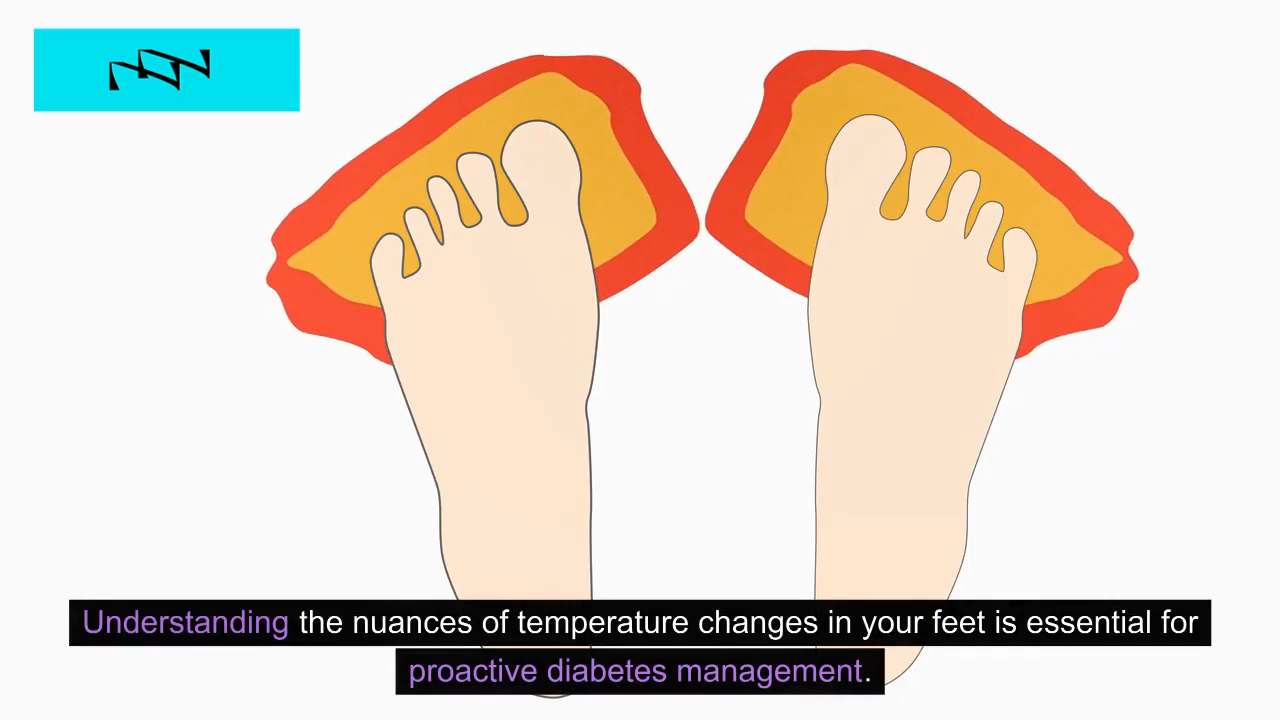 Understanding the nuances of temperature changes in your feet is essential for
proactive diabetes management.